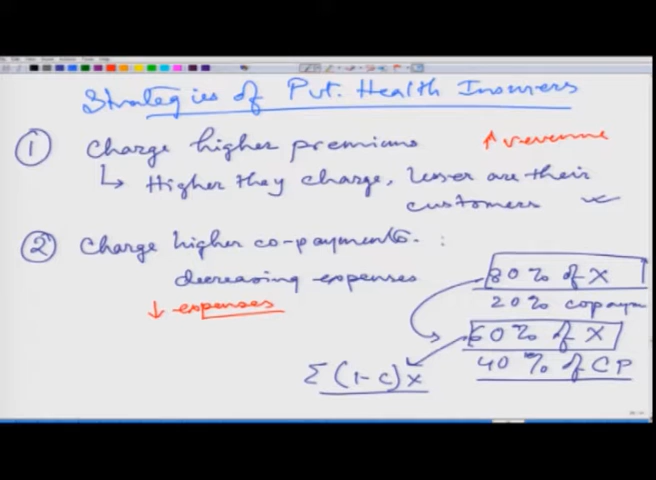 Strategies of Pvt. Health Insurers
① Charge higher premiums ↑ revenue
↳ Higher they charge, lesser are their
customers
② Charge higher co-payments. :
decreasing expenses
↓ expenses
80% of X
20% copaym
60% of X
40% of CP
Σ(1-c)x